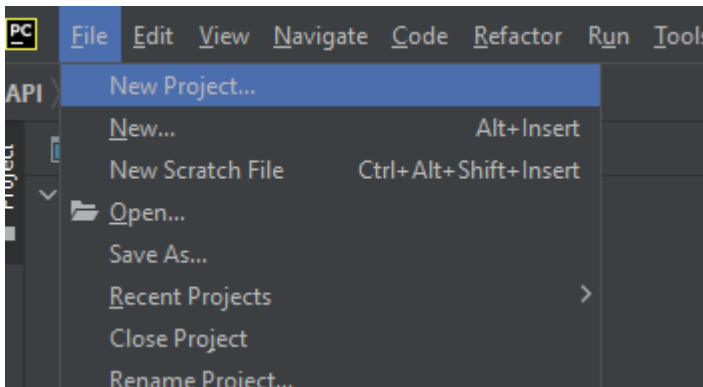 PC File Edit View Navigate Code Refactor Run Tools
API
New Project...
New... Alt+Insert
New Scratch File Ctrl+Alt+Shift+Insert
Project
Open...
Save As...
Recent Projects
Close Project
Rename Project...